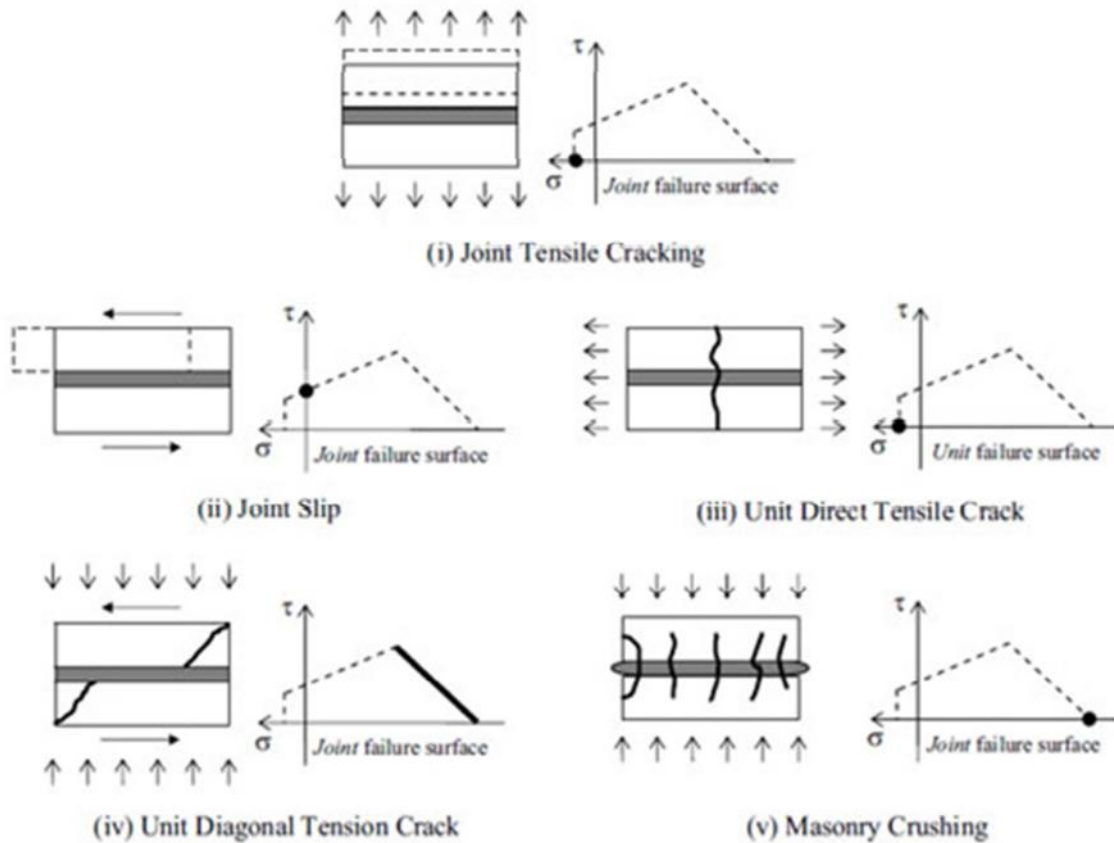 τ
σ
Joint failure surface
(i) Joint Tensile Cracking
τ
σ
Joint failure surface
(ii) Joint Slip
τ
σ
Unit failure surface
(iii) Unit Direct Tensile Crack
τ
σ
Joint failure surface
(iv) Unit Diagonal Tension Crack
τ
σ
Joint failure surface
(v) Masonry Crushing